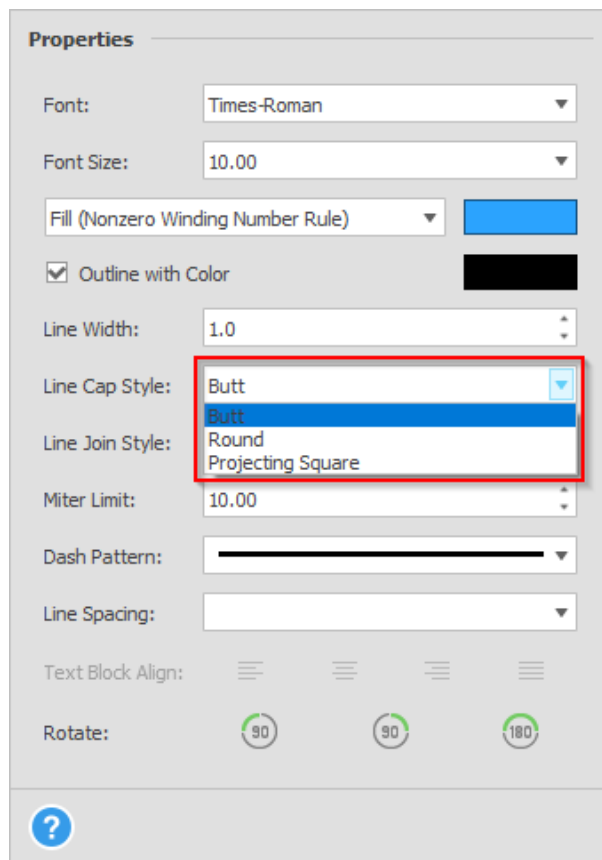 Properties
Font: Times-Roman
Font Size: 10.00
Fill (Nonzero Winding Number Rule)
Outline with Color
Line Width: 1.0
Line Cap Style: Butt
Butt
Line Join Style: Round
Projecting Square
Miter Limit: 10.00
Dash Pattern:
Line Spacing:
Text Block Align:
Rotate: 90 90 180
?